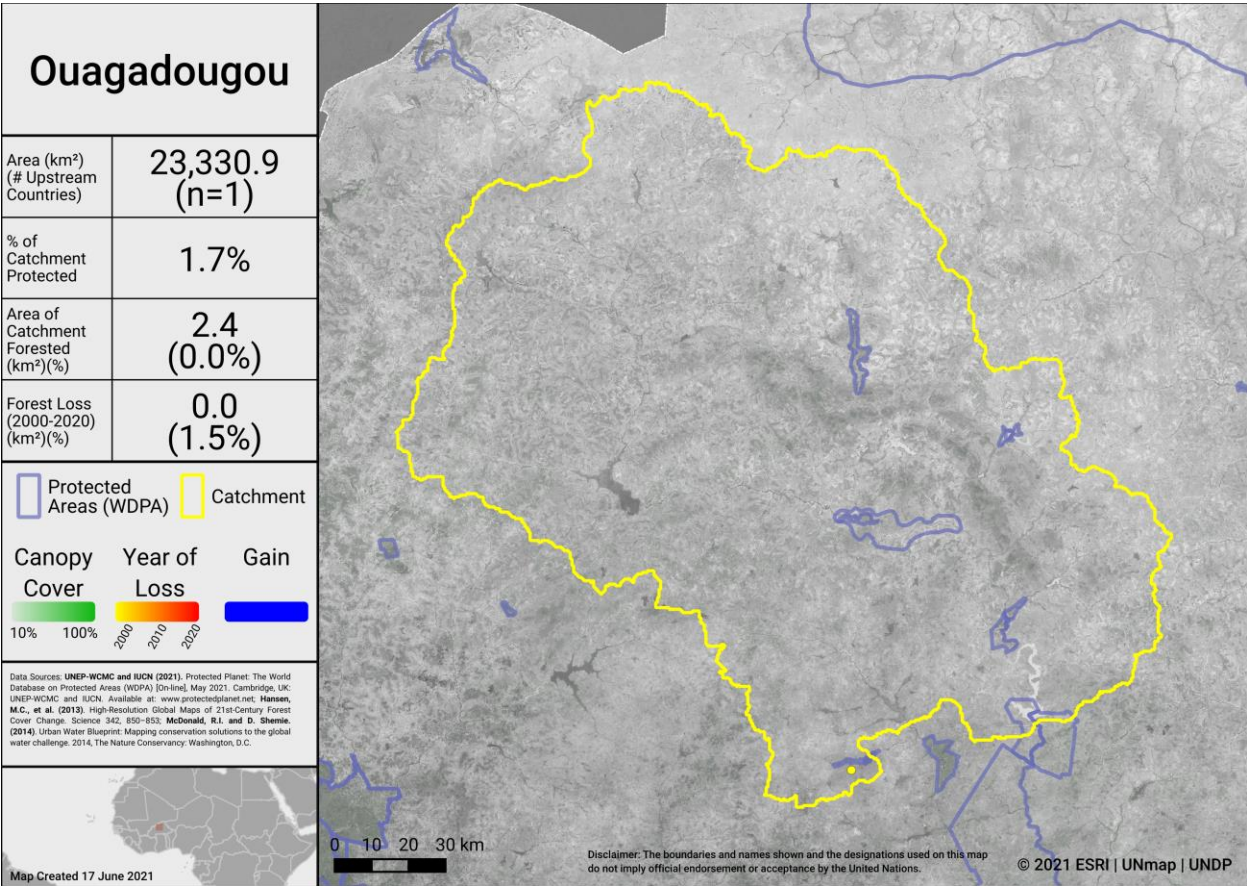 Ouagadougou
Area (km²)
(# Upstream
Countries)
23,330.9
(n=1)
% of
Catchment
Protected
1.7%
Area of
Catchment
Forested
(km²)(%)
2.4
(0.0%)
Forest Loss
(2000-2020)
(km²)(%)
0.0
(1.5%)
Protected
Areas (WDPA)
Catchment
Canopy
Cover
10% 100%
Year of
Loss
2000 2010 2020
Gain
Data Sources: UNEP-WCMC and IUCN (2021). Protected Planet: The World
Database on Protected Areas (WDPA) [On-line], May 2021. Cambridge, UK:
UNEP-WCMC and IUCN. Available at: www.protectedplanet.net; Hansen,
M.C., et al. (2013). High-Resolution Global Maps of 21st-Century Forest
Cover Change. Science 342, 850–853; McDonald, R.I. and D. Shemie.
(2014). Urban Water Blueprint: Mapping conservation solutions to the global
water challenge. 2014, The Nature Conservancy: Washington, D.C.
Map Created 17 June 2021
0 10 20 30 km
Disclaimer: The boundaries and names shown and the designations used on this map
do not imply official endorsement or acceptance by the United Nations.
© 2021 ESRI | UNmap | UNDP